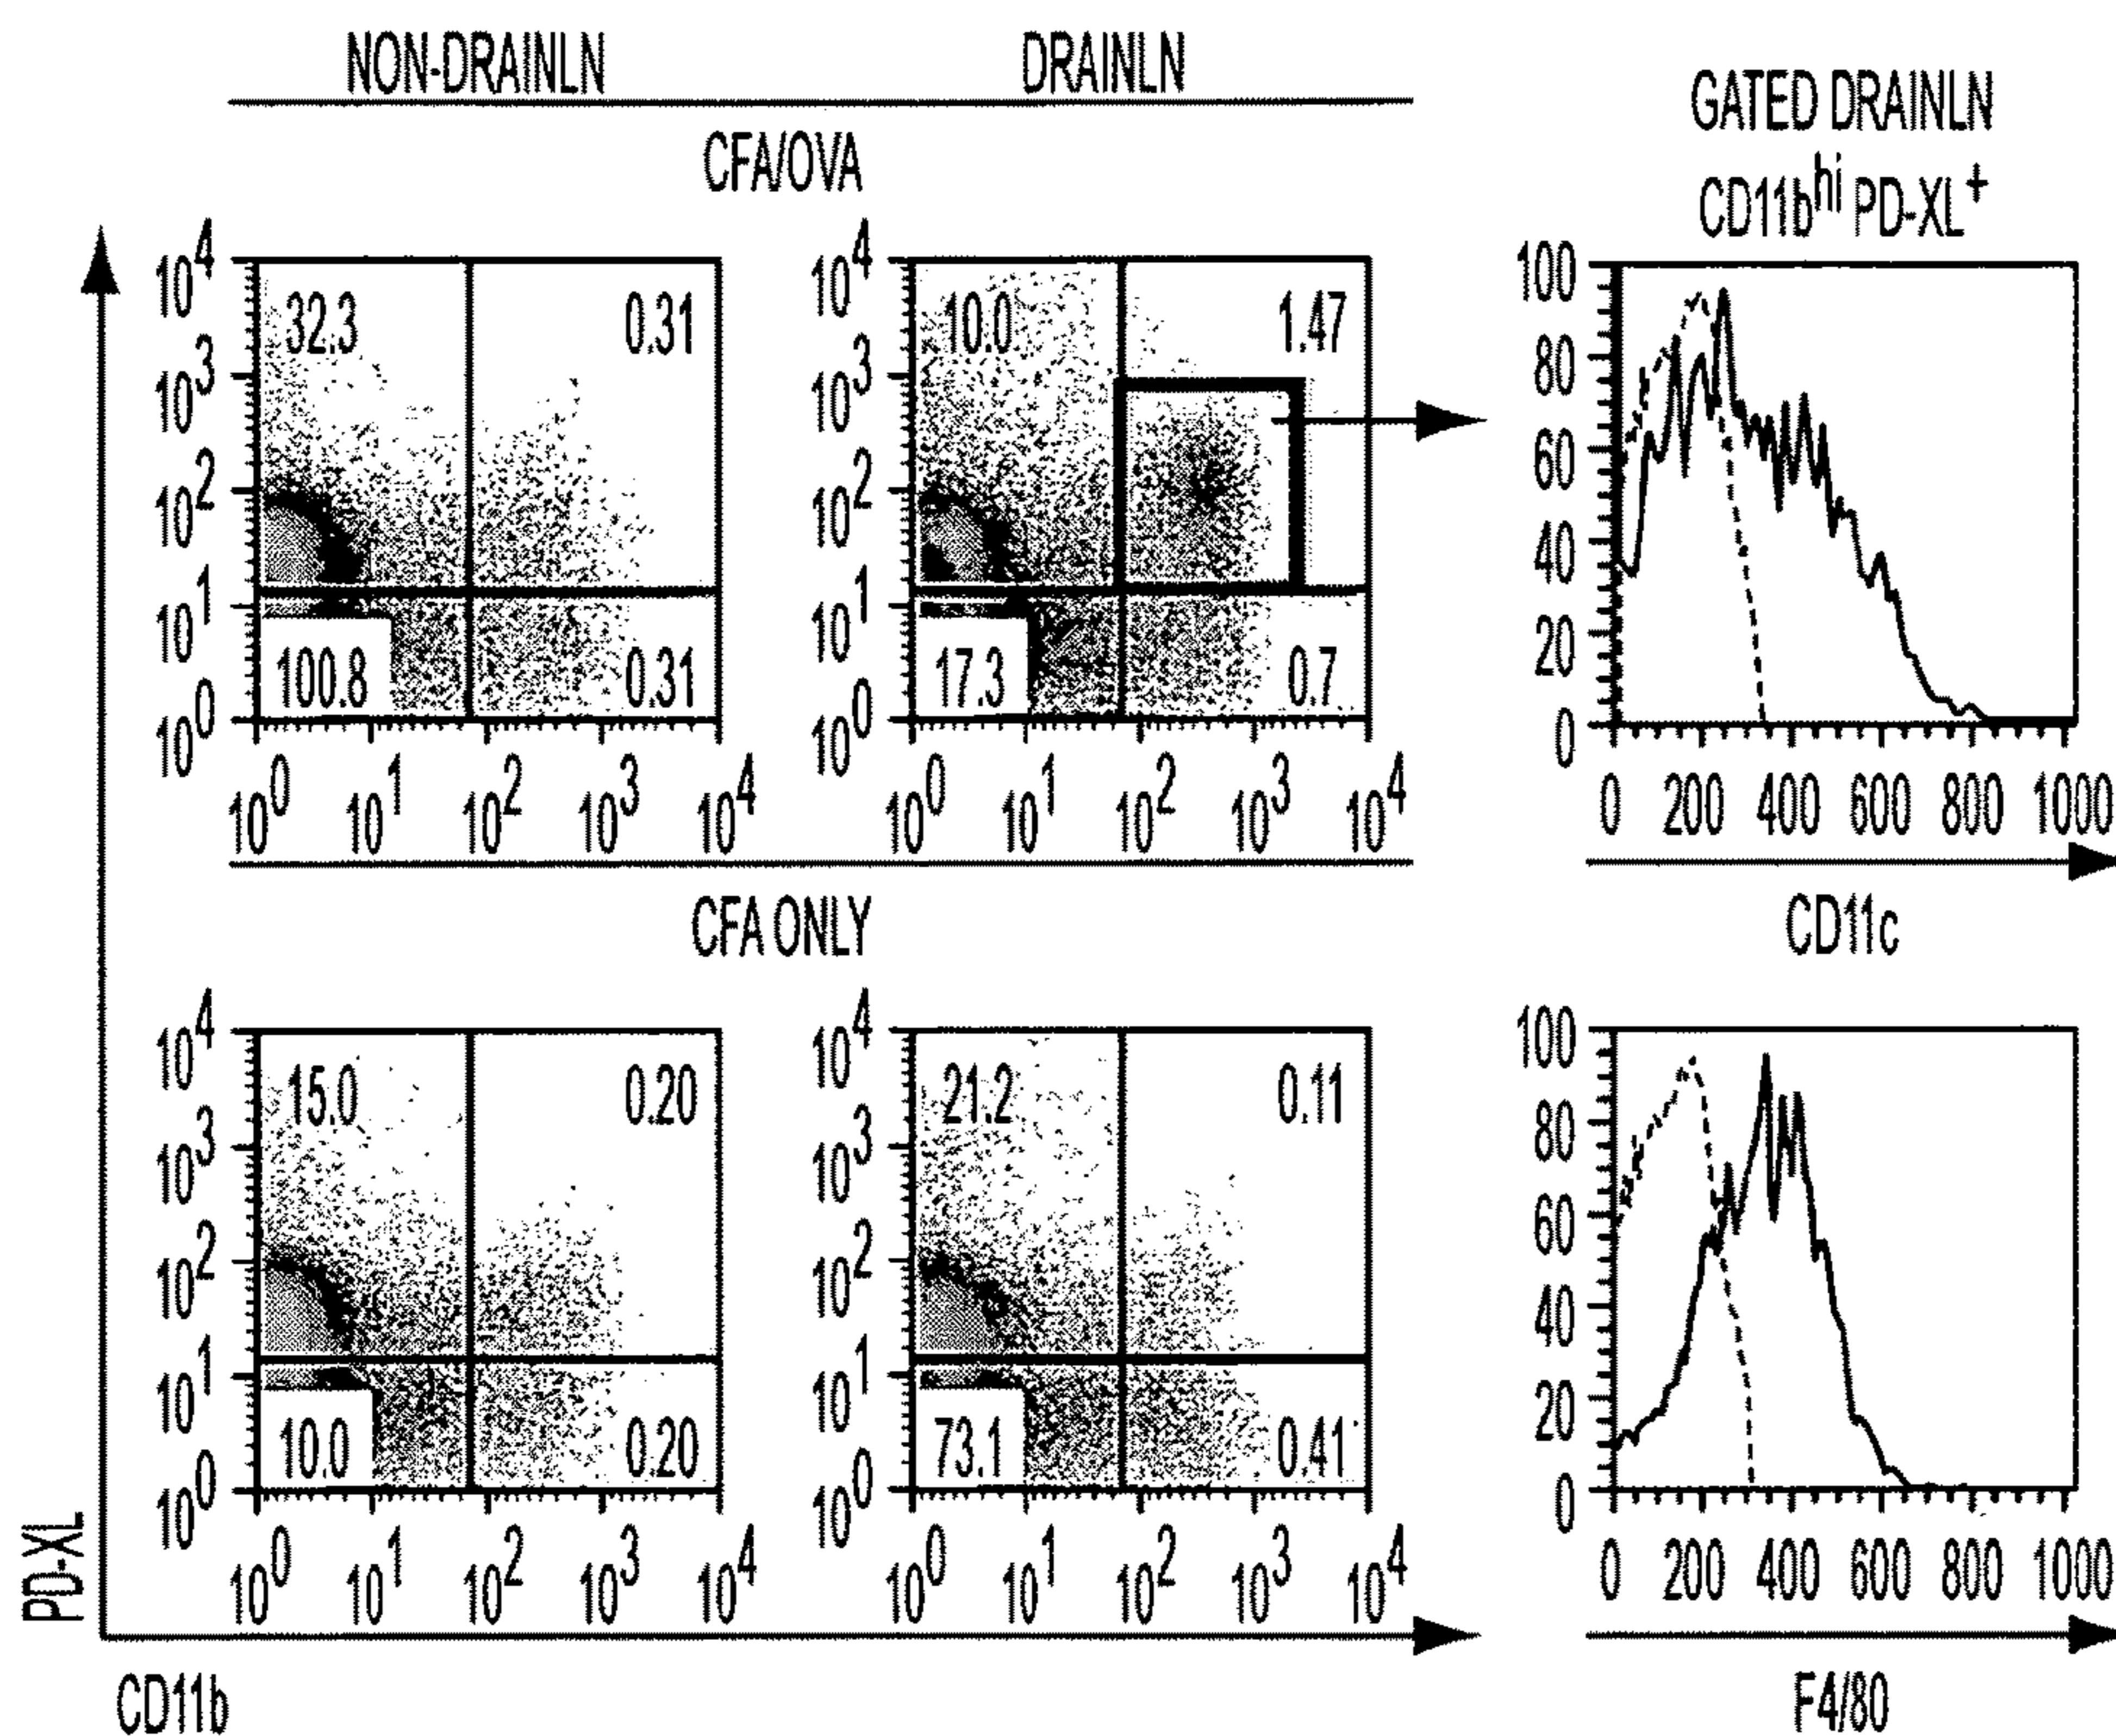 NON-DRAINLN DRAINLN
CFA/OVA
GATED DRAINLN
CD11b^hi PD-XL^+
10^4 32.3 0.31
10^3
10^2
10^1
10^0 100.8 0.31
10^0 10^1 10^2 10^3 10^4
10^4 10.0 1.47
10^3
10^2
10^1
10^0 17.3 0.7
10^0 10^1 10^2 10^3 10^4
100
80
60
40
20
0
0 200 400 600 800 1000
CD11c
CFA ONLY
10^4 15.0 0.20
10^3
10^2
10^1
10^0 10.0 0.20
10^0 10^1 10^2 10^3 10^4
10^4 21.2 0.11
10^3
10^2
10^1
10^0 73.1 0.41
10^0 10^1 10^2 10^3 10^4
100
80
60
40
20
0
0 200 400 600 800 1000
F4/80
PD-XL
CD11b